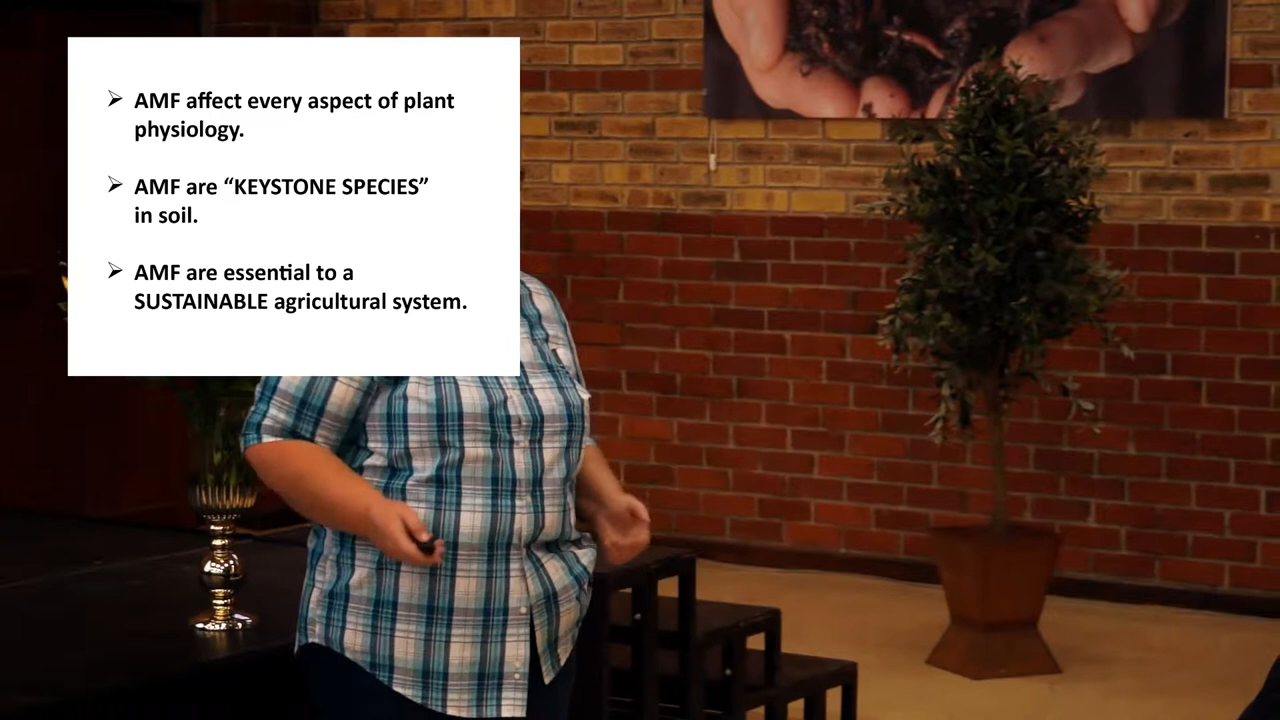 ➢ AMF affect every aspect of plant
physiology.
➢ AMF are “KEYSTONE SPECIES”
in soil.
➢ AMF are essential to a
SUSTAINABLE agricultural system.